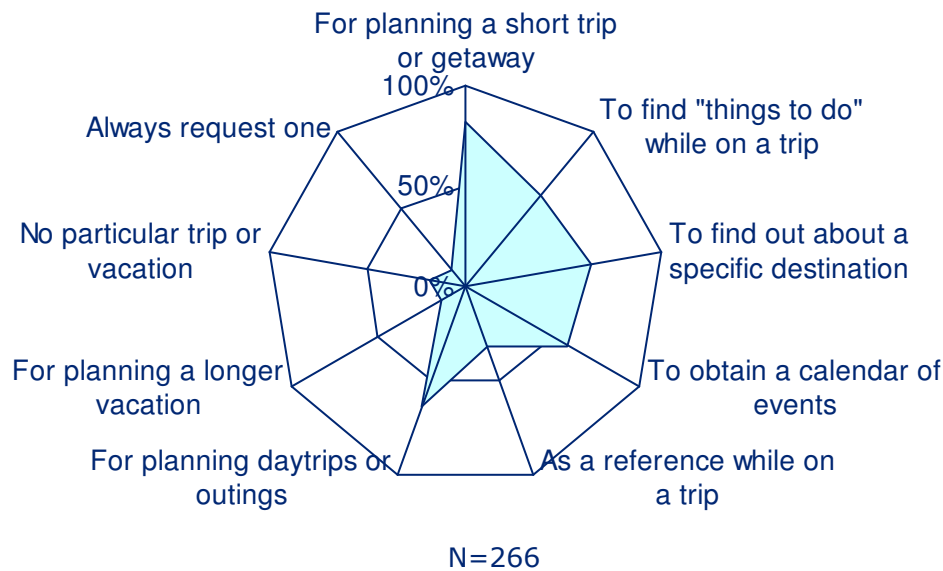 For planning a short trip
or getaway
100%
To find "things to do"
while on a trip
Always request one
50%
No particular trip or
vacation
To find out about a
specific destination
0%
For planning a longer
vacation
To obtain a calendar of
events
For planning daytrips or
outings
As a reference while on
a trip
N=266